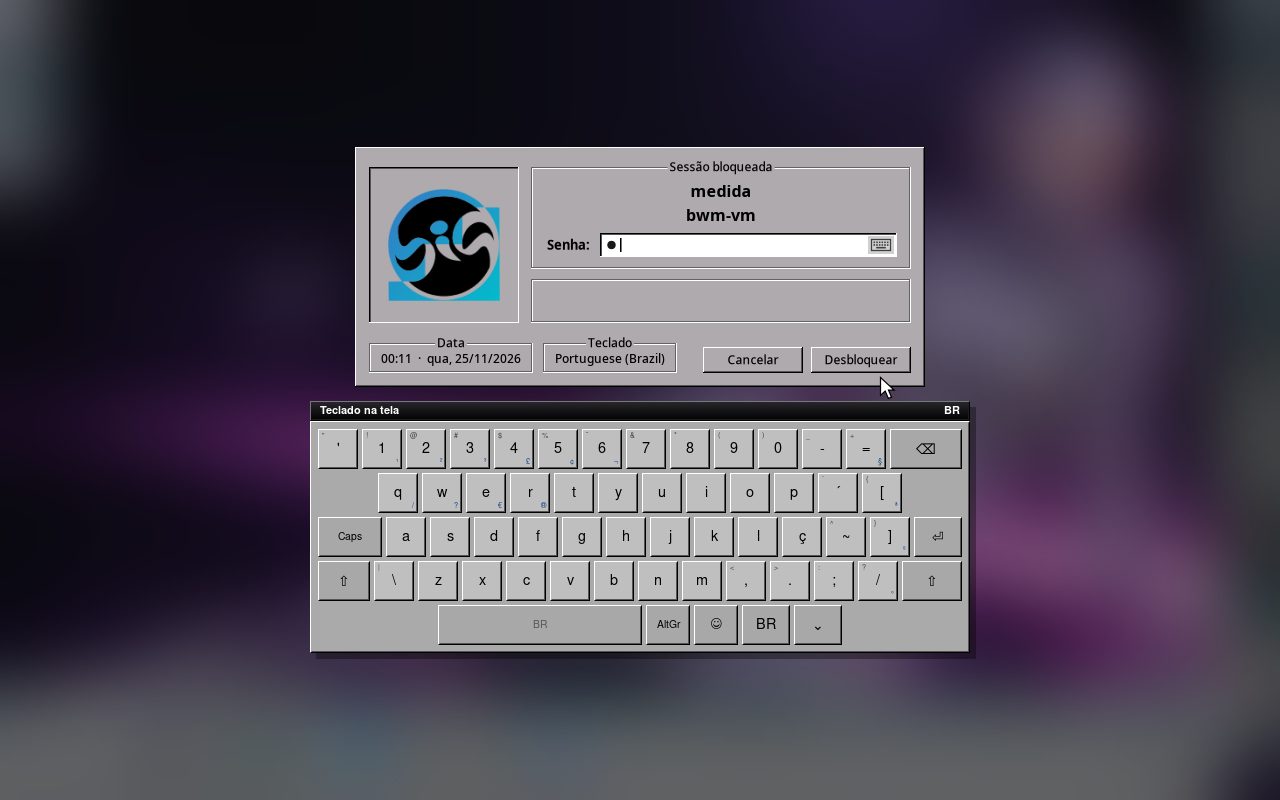 Sessão bloqueada
medida
bwm-vm
Senha: ●
Data
00:11 · qua, 25/11/2026
Teclado
Portuguese (Brazil)
Cancelar
Desbloquear
Teclado na tela BR
' ! 1 @ 2 # 3 $ 4 £ % 5 ¢ 6 ¬ & 7 * 8 ( 9 ) 0 _ - + = § ⌫
q / w ? e € r ® t y u i o p ´ { [ ª
Caps a s d f g h j k l ç ^ ~ } ] º ⏎
⇧ | \ z x c v b n m < , > . : ; ? / ° ⇧
BR AltGr ☺ BR ⌄